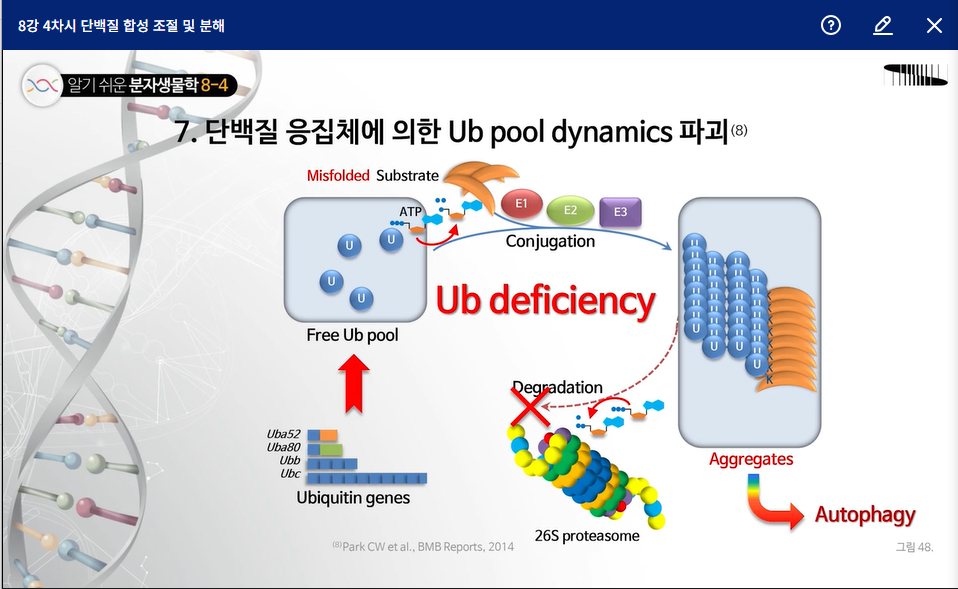 8강 4차시 단백질 합성 조절 및 분해
알기 쉬운 분자생물학 8-4
7. 단백질 응집체에 의한 Ub pool dynamics 파괴(8)
Misfolded Substrate
ATP
E1
E2
E3
Conjugation
U
U
U
U
Free Ub pool
Ub deficiency
U U U U
U U U U
K
Degradation
Uba52
Uba80
Ubb
Ubc
Ubiquitin genes
26S proteasome
Aggregates
Autophagy
(8)Park CW et al., BMB Reports, 2014
그림 48.